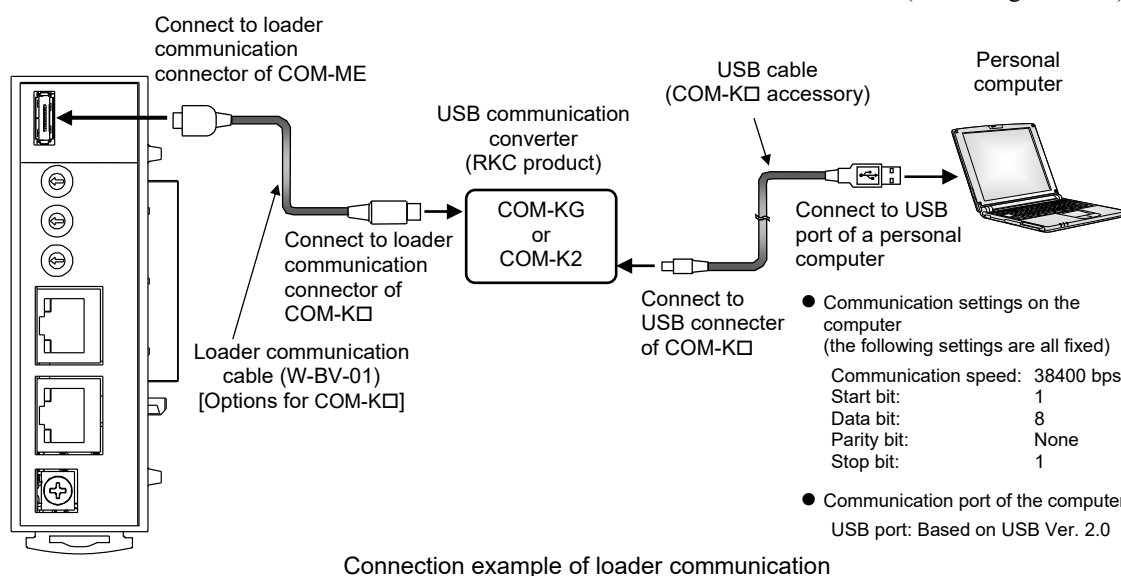 Connect to loader
communication
connector of COM-ME
USB communication
converter
(RKC product)
USB cable
(COM-K□ accessory)
Personal
computer
COM-KG
or
COM-K2
Connect to loader
communication
connector of
COM-K□
Connect to USB
port of a personal
computer
Connect to
USB connecter
of COM-K□
Loader communication
cable (W-BV-01)
[Options for COM-K□]
● Communication settings on the
computer
(the following settings are all fixed)
Communication speed: 38400 bps
Start bit: 1
Data bit: 8
Parity bit: None
Stop bit: 1
● Communication port of the computer
USB port: Based on USB Ver. 2.0
Connection example of loader communication